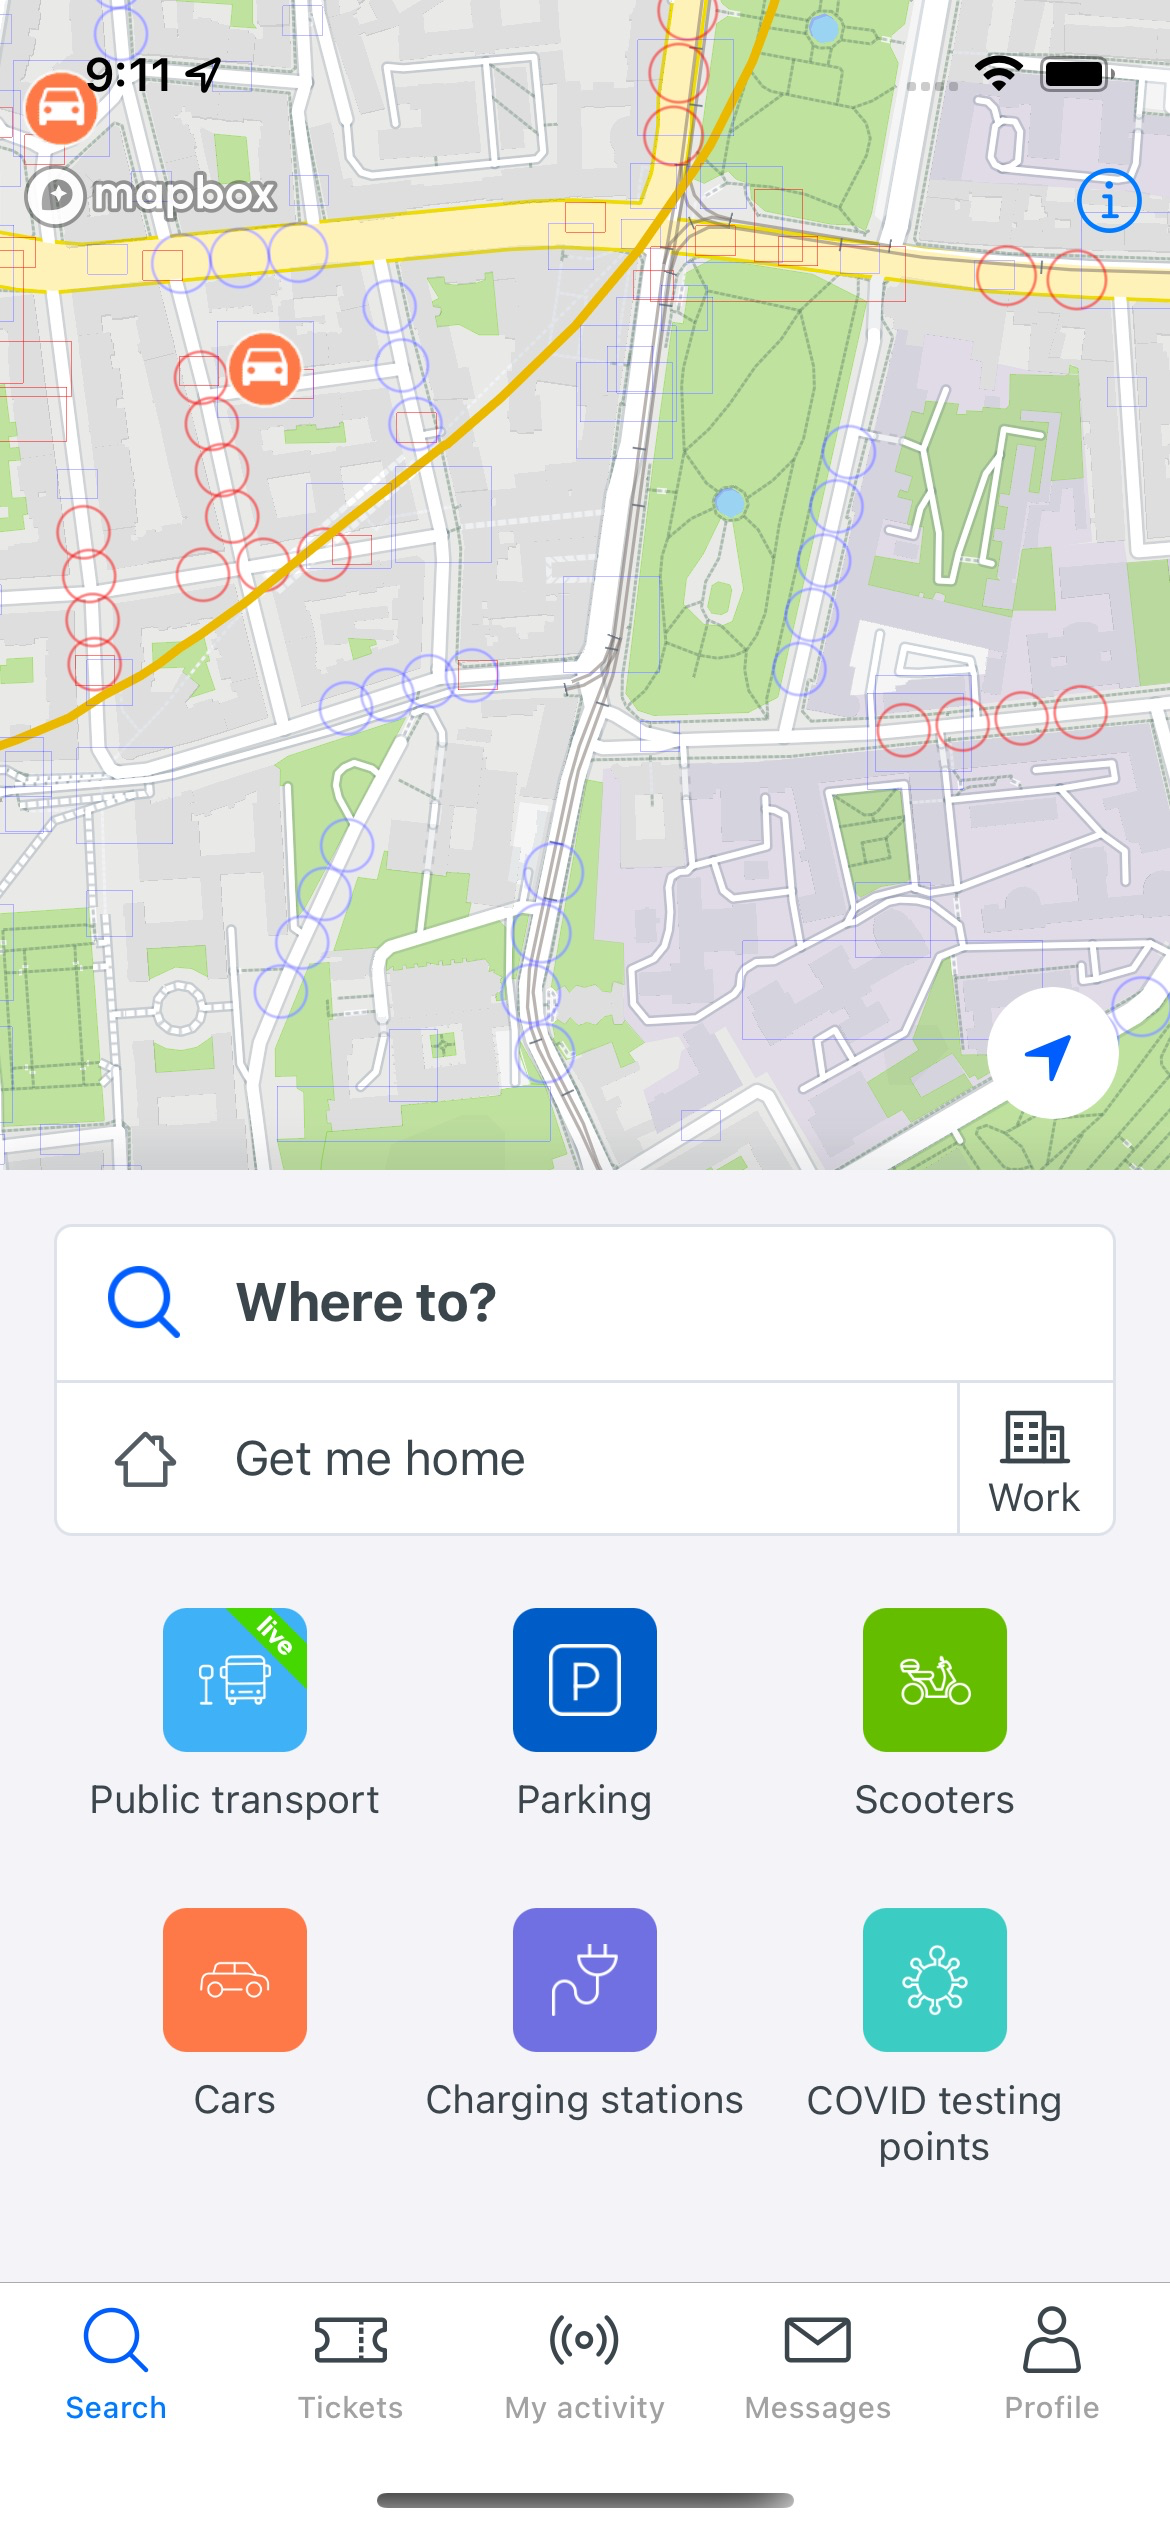 9:11
mapbox
Where to?
Get me home
Work
live
P
Public transport
Parking
Scooters
Cars
Charging stations
COVID testing
points
Search
Tickets
My activity
Messages
Profile